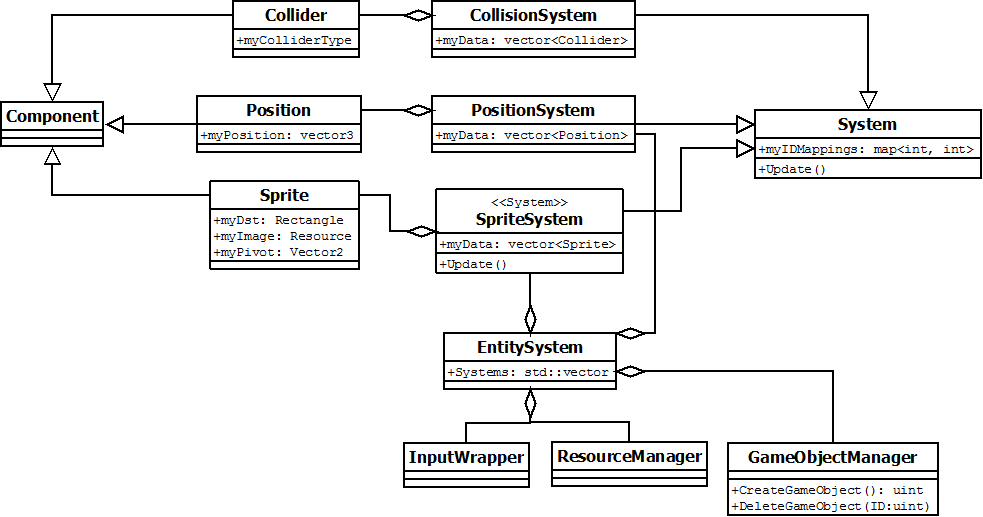 Collider
+myColliderType
CollisionSystem
+myData: vector<Collider>
Component
Position
+myPosition: vector3
PositionSystem
+myData: vector<Position>
System
+myIDMappings: map<int, int>
+Update()
Sprite
+myDst: Rectangle
+myImage: Resource
+myPivot: Vector2
<<System>>
SpriteSystem
+myData: vector<Sprite>
+Update()
EntitySystem
+Systems: std::vector
InputWrapper
ResourceManager
GameObjectManager
+CreateGameObject(): uint
+DeleteGameObject(ID:uint)